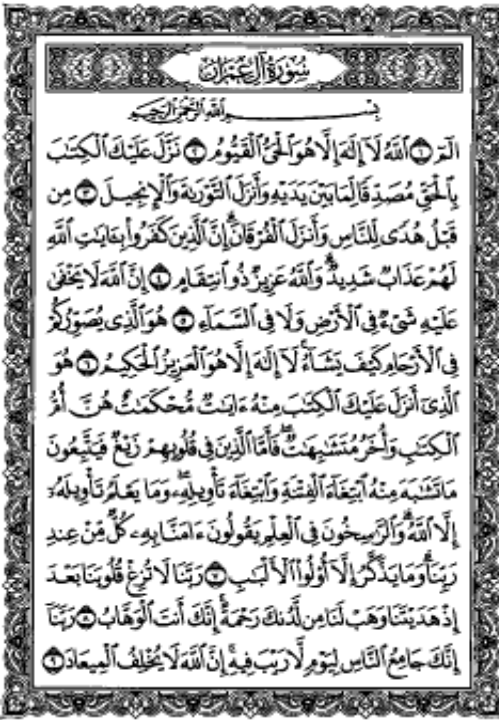 سُورَةُ آلِ عِمْرَانَ
بِسْمِ ٱللَّهِ ٱلرَّحْمَٰنِ ٱلرَّحِيمِ
الٓمٓ ١ ٱللَّهُ لَآ إِلَٰهَ إِلَّا هُوَ ٱلْحَىُّ ٱلْقَيُّومُ ٢ نَزَّلَ عَلَيْكَ ٱلْكِتَٰبَ
بِٱلْحَقِّ مُصَدِّقًا لِّمَا بَيْنَ يَدَيْهِ وَأَنزَلَ ٱلتَّوْرَىٰةَ وَٱلْإِنجِيلَ ٣ مِن
قَبْلُ هُدًى لِّلنَّاسِ وَأَنزَلَ ٱلْفُرْقَانَ ۗ إِنَّ ٱلَّذِينَ كَفَرُوا۟ بِـَٔايَٰتِ ٱللَّهِ
لَهُمْ عَذَابٌ شَدِيدٌ ۗ وَٱللَّهُ عَزِيزٌ ذُو ٱنتِقَامٍ ٤ إِنَّ ٱللَّهَ لَا يَخْفَىٰ
عَلَيْهِ شَىْءٌ فِى ٱلْأَرْضِ وَلَا فِى ٱلسَّمَآءِ ٥ هُوَ ٱلَّذِى يُصَوِّرُكُمْ
فِى ٱلْأَرْحَامِ كَيْفَ يَشَآءُ ۚ لَآ إِلَٰهَ إِلَّا هُوَ ٱلْعَزِيزُ ٱلْحَكِيمُ ٦ هُوَ
ٱلَّذِىٓ أَنزَلَ عَلَيْكَ ٱلْكِتَٰبَ مِنْهُ ءَايَٰتٌ مُّحْكَمَٰتٌ هُنَّ أُمُّ
ٱلْكِتَٰبِ وَأُخَرُ مُتَشَٰبِهَٰتٌ ۖ فَأَمَّا ٱلَّذِينَ فِى قُلُوبِهِمْ زَيْغٌ فَيَتَّبِعُونَ
مَا تَشَٰبَهَ مِنْهُ ٱبْتِغَآءَ ٱلْفِتْنَةِ وَٱبْتِغَآءَ تَأْوِيلِهِۦ ۗ وَمَا يَعْلَمُ تَأْوِيلَهُۥٓ
إِلَّا ٱللَّهُ ۗ وَٱلرَّٰسِخُونَ فِى ٱلْعِلْمِ يَقُولُونَ ءَامَنَّا بِهِۦ كُلٌّ مِّنْ عِندِ
رَبِّنَا ۗ وَمَا يَذَّكَّرُ إِلَّآ أُو۟لُوا۟ ٱلْأَلْبَٰبِ ٧ رَبَّنَا لَا تُزِغْ قُلُوبَنَا بَعْدَ
إِذْ هَدَيْتَنَا وَهَبْ لَنَا مِن لَّدُنكَ رَحْمَةً ۚ إِنَّكَ أَنتَ ٱلْوَهَّابُ ٨ رَبَّنَآ
إِنَّكَ جَامِعُ ٱلنَّاسِ لِيَوْمٍ لَّا رَيْبَ فِيهِ ۚ إِنَّ ٱللَّهَ لَا يُخْلِفُ ٱلْمِيعَادَ ٩